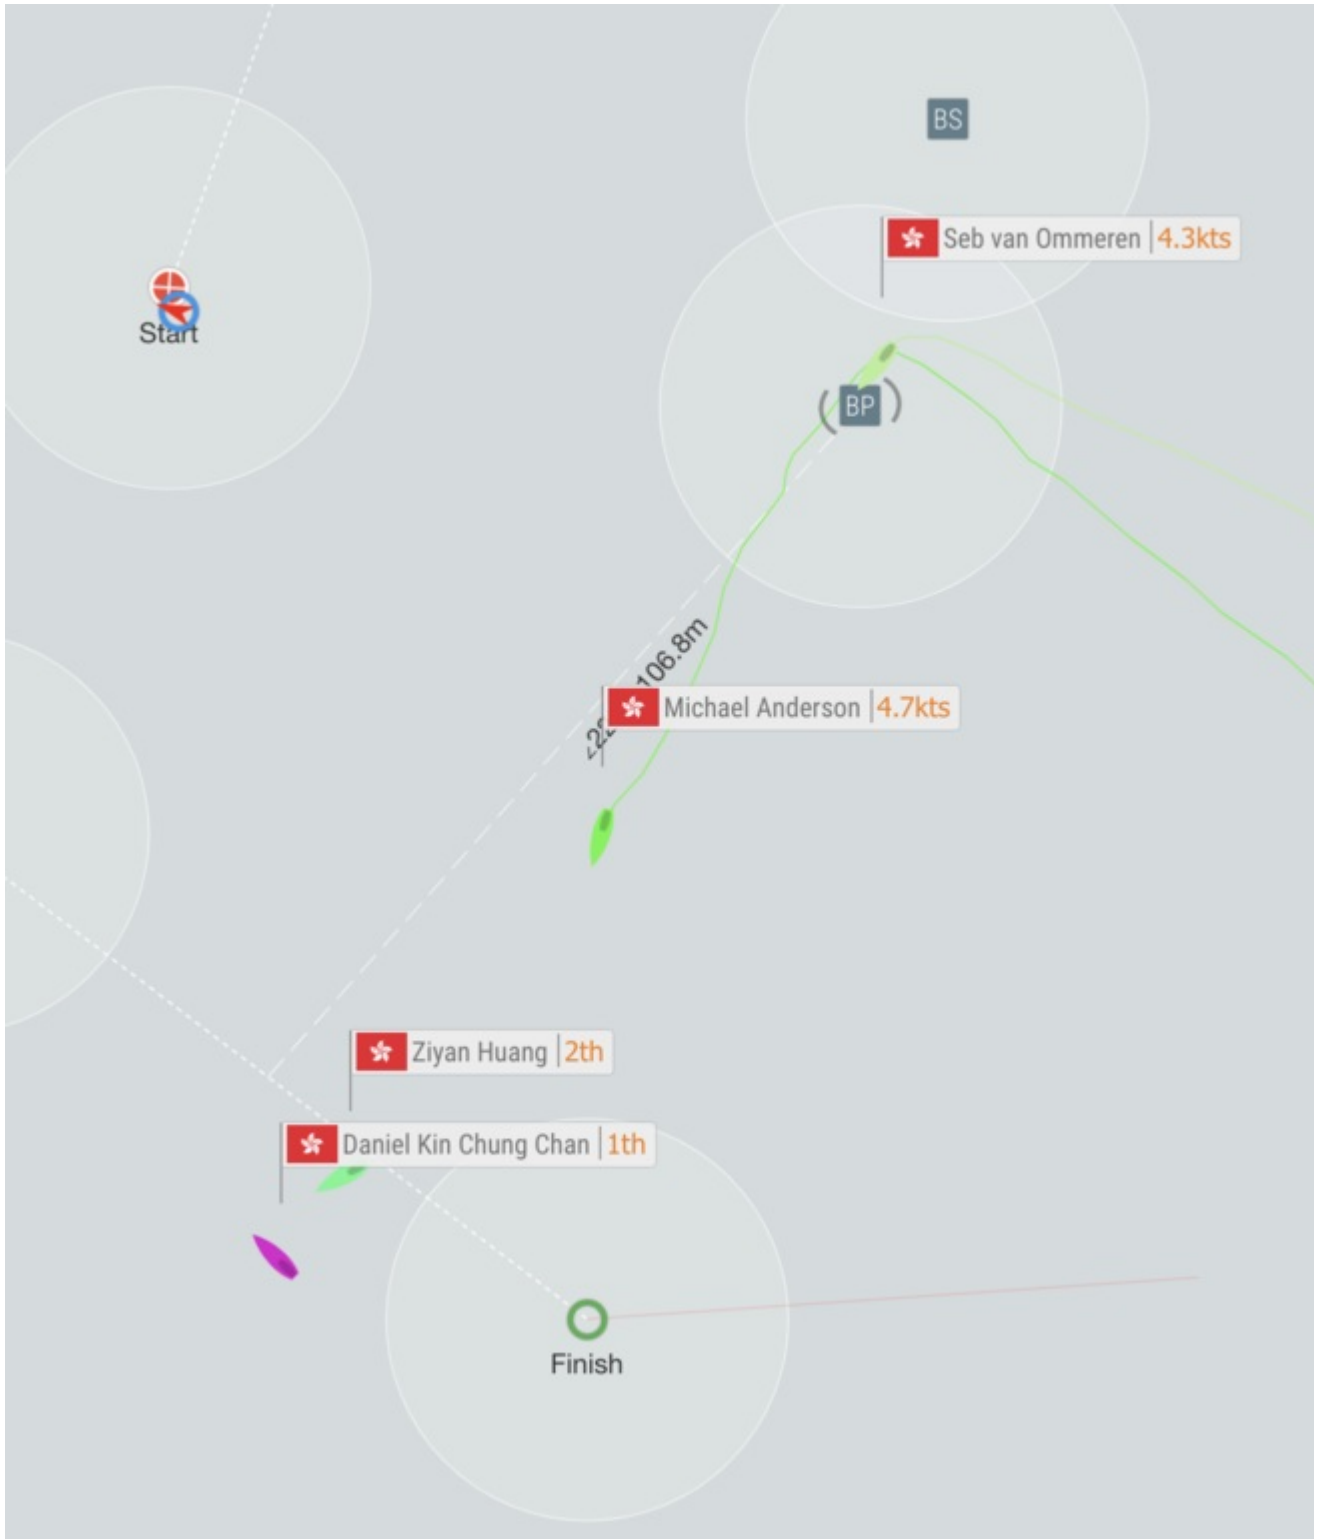 BS
Seb van Ommeren 4.3kts
Start
BP
106.8m
Michael Anderson 4.7kts
Ziyan Huang 2th
Daniel Kin Chung Chan 1th
Finish